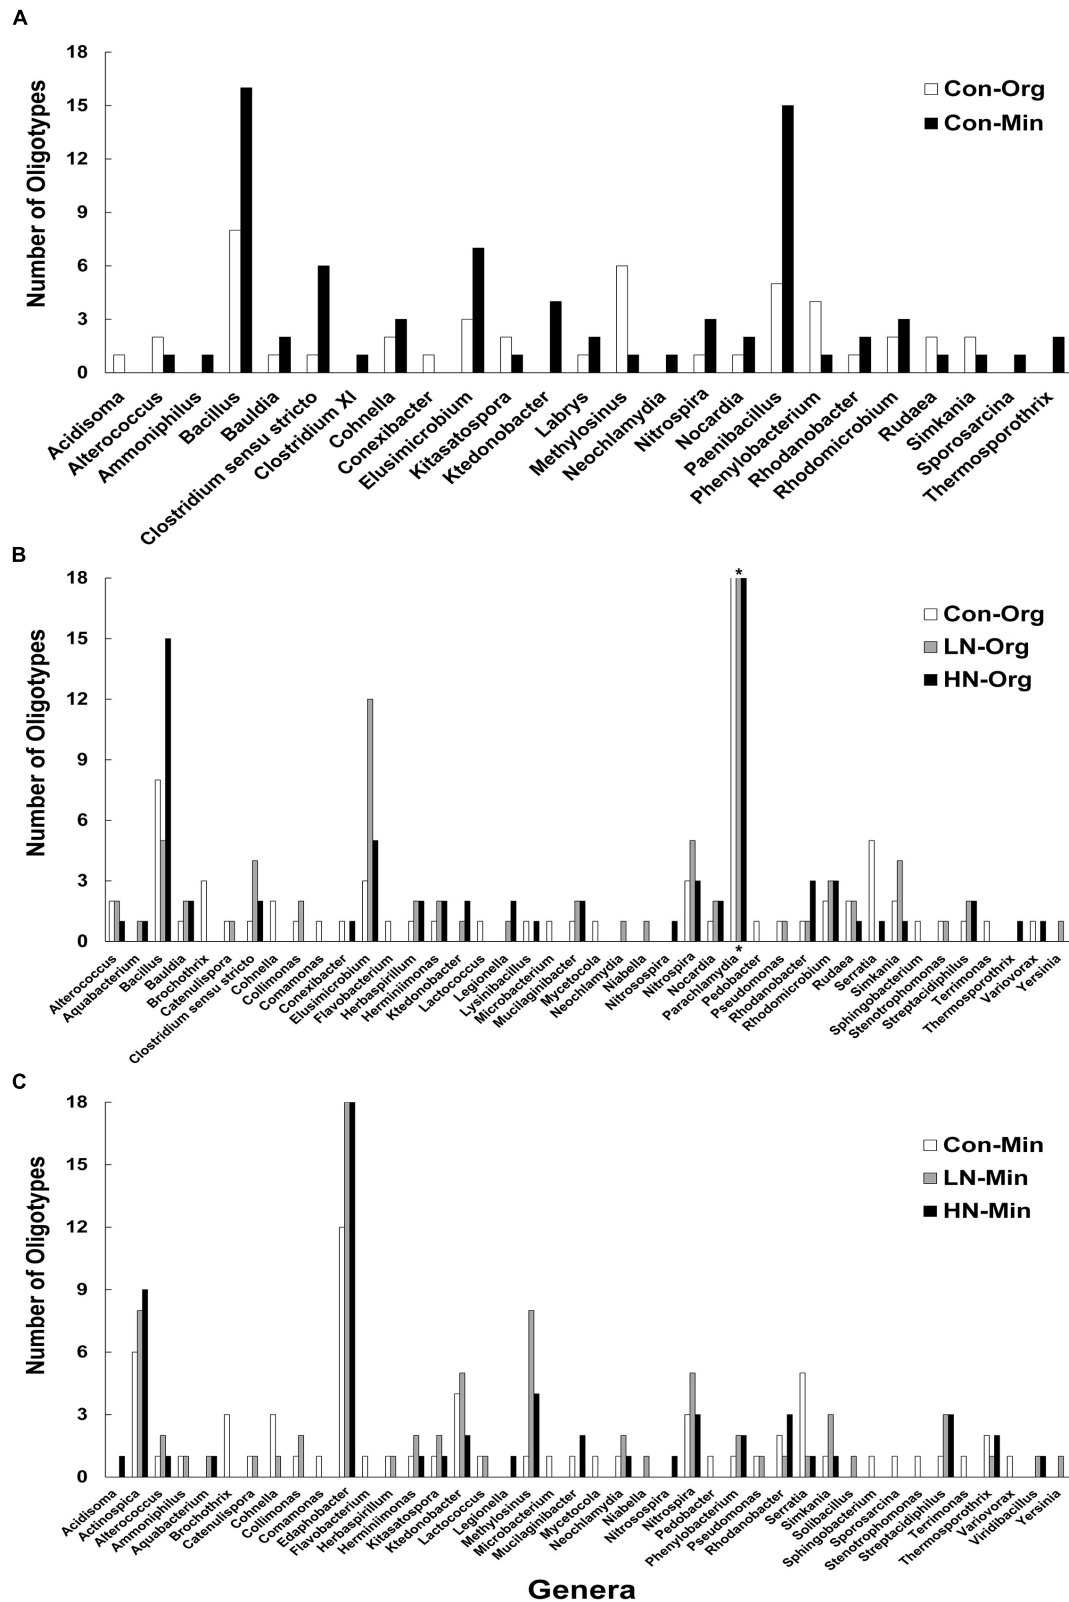 A
Number of Oligotypes
18
15
12
9
6
3
0
Con-Org
Con-Min
Acidisoma
Alterococcus
Ammoniphilus
Bacillus
Bauldia
Clostridium sensu stricto
Clostridium XI
Cohnella
Conexibacter
Elusimicrobium
Kitasatospora
Ktedonobacter
Labrys
Methylosinus
Neochlamydia
Nitrospira
Nocardia
Paenibacillus
Phenylobacterium
Rhodanobacter
Rhodomicrobium
Rudaea
Simkania
Sporosarcina
Thermosporothrix
B
Number of Oligotypes
18
15
12
9
6
3
0
*
Con-Org
LN-Org
HN-Org
*
Alterococcus
Aquiabacterium
Bacillus
Bauldia
Brochothrix
Catenulispora
Clostridium sensu stricto
Cohnella
Collimonas
Comamonas
Conexibacter
Elusimicrobium
Flavobacterium
Herbaspirillum
Herminiimonas
Ktedonobacter
Lactococcus
Legionella
Lysinibacillus
Microbacterium
Mucilaginibacter
Mycetocola
Neochlamydia
Niabella
Nitrosospira
Nitrospira
Nocardia
Parachlamydia
Pedobacter
Pseudomonas
Rhodanobacter
Rhodomicrobium
Rudaea
Serratia
Simkania
Sphingobacterium
Stenotrophomonas
Streptacidiphilus
Terrimonas
Thermosporothrix
Variovorax
Yersinia
C
Number of Oligotypes
18
15
12
9
6
3
0
Con-Min
LN-Min
HN-Min
Acidisoma
Actinospica
Alterococcus
Ammoniphilus
Aquabacterium
Brochothrix
Catenulispora
Cohnella
Collimonas
Comamonas
Edaphobacter
Flavobacterium
Herbaspirillum
Herminiimonas
Kitasatospora
Ktedonobacter
Lactococcus
Legionella
Methylosinus
Microbacterium
Mucilaginibacter
Mycetocola
Neochlamydia
Niabella
Nitrosospira
Nitrospira
Pedobacter
Phenylobacterium
Pseudomonas
Rhodanobacter
Serratia
Simkania
Solibacillus
Sphingobacterium
Sporosarcina
Stenotrophomonas
Streptacidiphilus
Terrimonas
Thermosporothrix
Variovorax
Viridibacillus
Yersinia
Genera